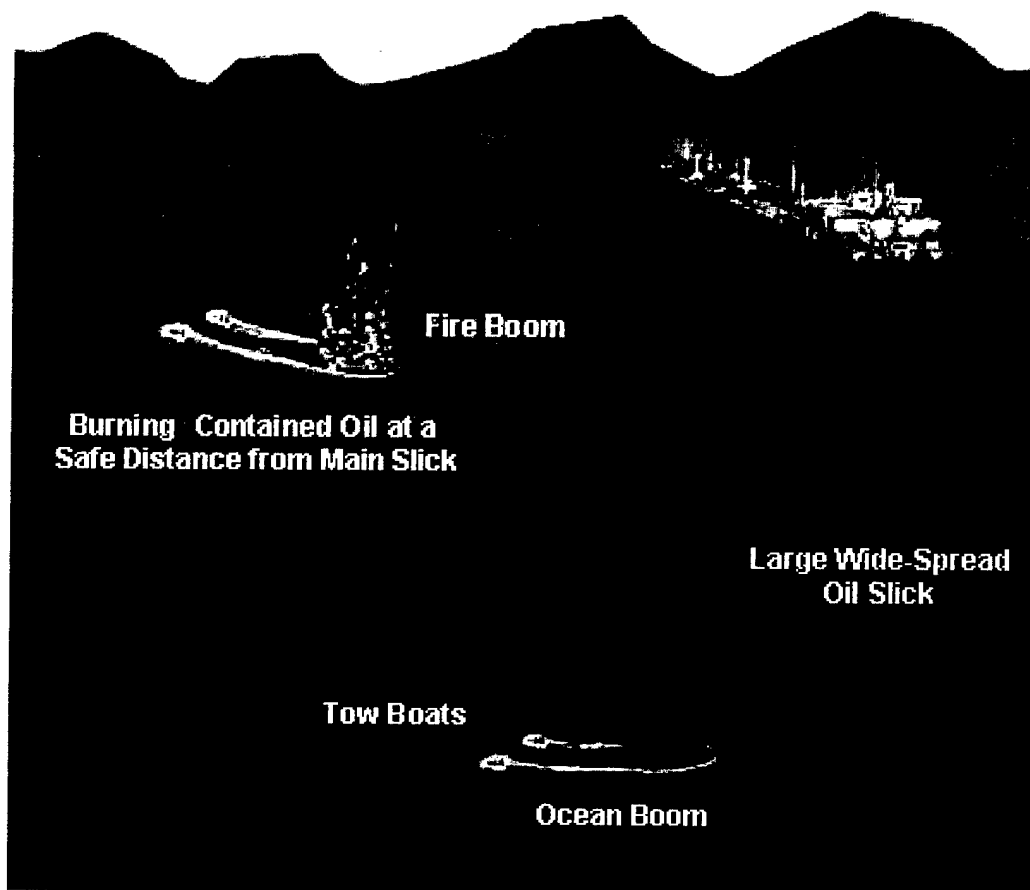 Fire Boom
Burning Contained Oil at a
Safe Distance from Main Slick
Large Wide-Spread
Oil Slick
Tow Boats
Ocean Boom